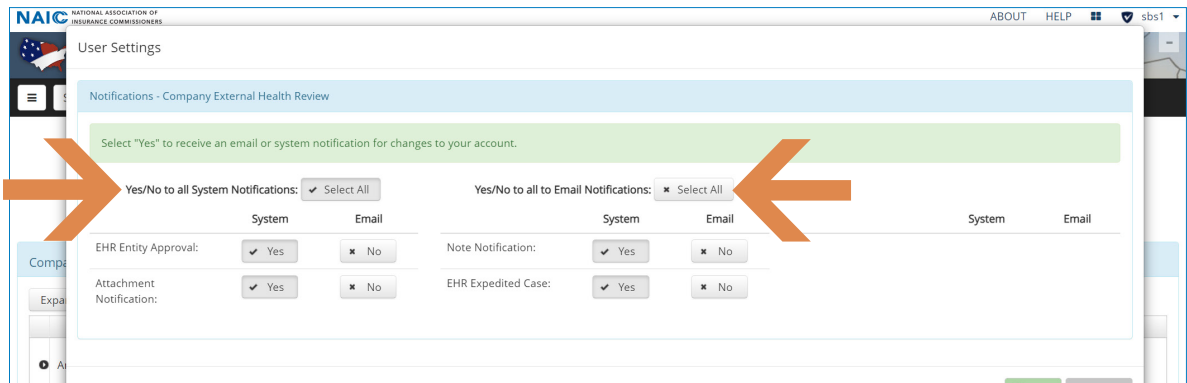 NAIC NATIONAL ASSOCIATION OF
INSURANCE COMMISSIONERS
ABOUT HELP sbs1
User Settings
Notifications - Company External Health Review
Select "Yes" to receive an email or system notification for changes to your account.
Yes/No to all System Notifications: Select All Yes/No to all to Email Notifications: Select All
System Email System Email System Email
EHR Entity Approval: Yes No Note Notification: Yes No
Attachment
Notification: Yes No EHR Expedited Case: Yes No